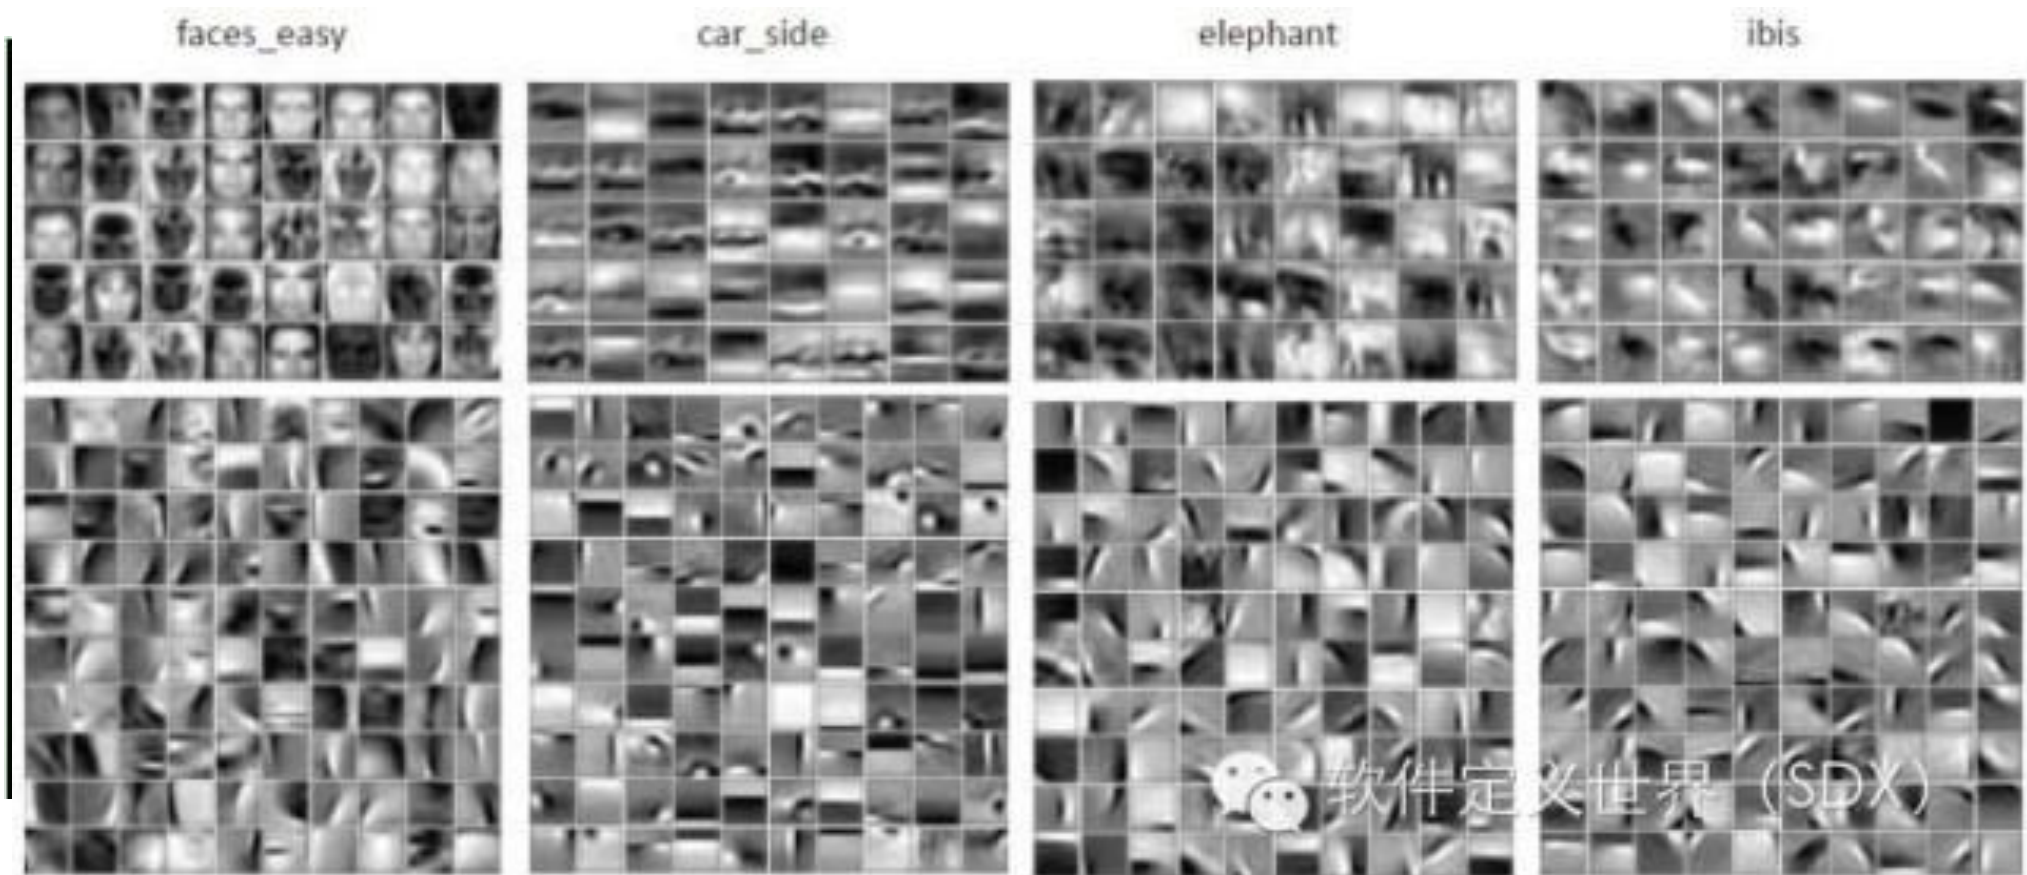 faces_easy
car_side
elephant
ibis
软件定义世界（SDX）